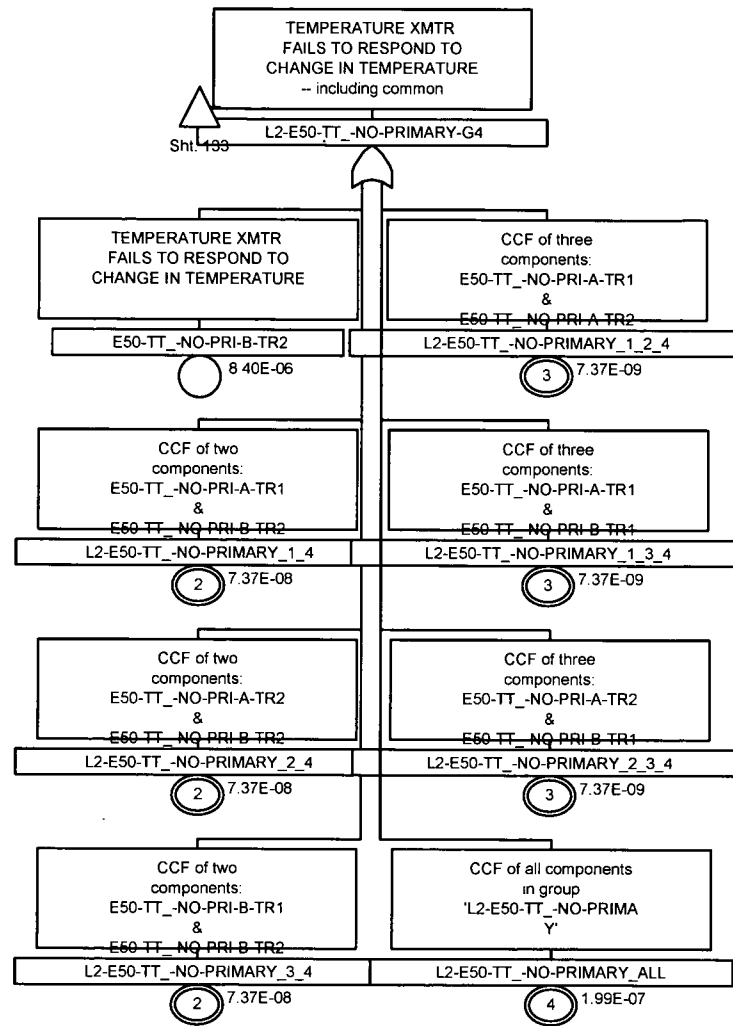 TEMPERATURE XMTR
FAILS TO RESPOND TO
CHANGE IN TEMPERATURE
-- including common
L2-E50-TT_-NO-PRIMARY-G4
Sht. 193
TEMPERATURE XMTR
FAILS TO RESPOND TO
CHANGE IN TEMPERATURE
E50-TT_-NO-PRI-B-TR2
8 40E-06
CCF of three
components:
E50-TT_-NO-PRI-A-TR1
&
E50-TT_-NO-PRI-A-TR2
L2-E50-TT_-NO-PRIMARY_1_2_4
3
7.37E-09
CCF of two
components:
E50-TT_-NO-PRI-A-TR1
&
E50-TT_-NO-PRI-B-TR2
L2-E50-TT_-NO-PRIMARY_1_4
2
7.37E-08
CCF of three
components:
E50-TT_-NO-PRI-A-TR1
&
E50-TT_-NO-PRI-B-TR1
L2-E50-TT_-NO-PRIMARY_1_3_4
3
7.37E-09
CCF of two
components:
E50-TT_-NO-PRI-A-TR2
&
E50-TT_-NO-PRI-B-TR2
L2-E50-TT_-NO-PRIMARY_2_4
2
7.37E-08
CCF of three
components:
E50-TT_-NO-PRI-A-TR2
&
E50-TT_-NO-PRI-B-TR1
L2-E50-TT_-NO-PRIMARY_2_3_4
3
7.37E-09
CCF of two
components:
E50-TT_-NO-PRI-B-TR1
&
E50-TT_-NO-PRI-B-TR2
L2-E50-TT_-NO-PRIMARY_3_4
2
7.37E-08
CCF of all components
in group
'L2-E50-TT_-NO-PRIMA
Y'
L2-E50-TT_-NO-PRIMARY_ALL
4
1.99E-07